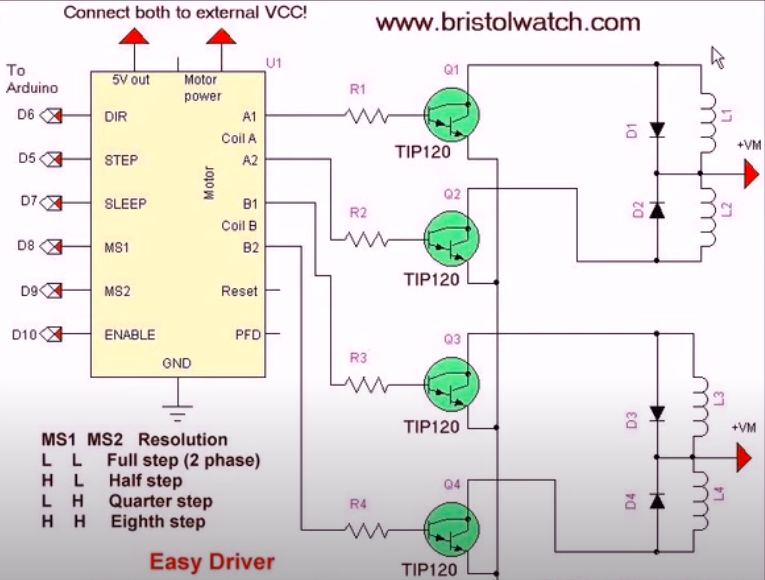 Connect both to external VCC!
www.bristolwatch.com
To
Arduino
U1
5V out
Motor
power
D6
DIR
A1
Coil A
D5
STEP
A2
Motor
D7
SLEEP
B1
Coil B
D8
MS1
B2
D9
MS2
Reset
D10
ENABLE
PFD
GND
R1
Q1
TIP120
R2
Q2
TIP120
R3
Q3
TIP120
R4
Q4
TIP120
D1
L1
+VM
D2
L2
D3
L3
+VM
D4
L4
MS1 MS2 Resolution
L L Full step (2 phase)
H L Half step
L H Quarter step
H H Eighth step
Easy Driver